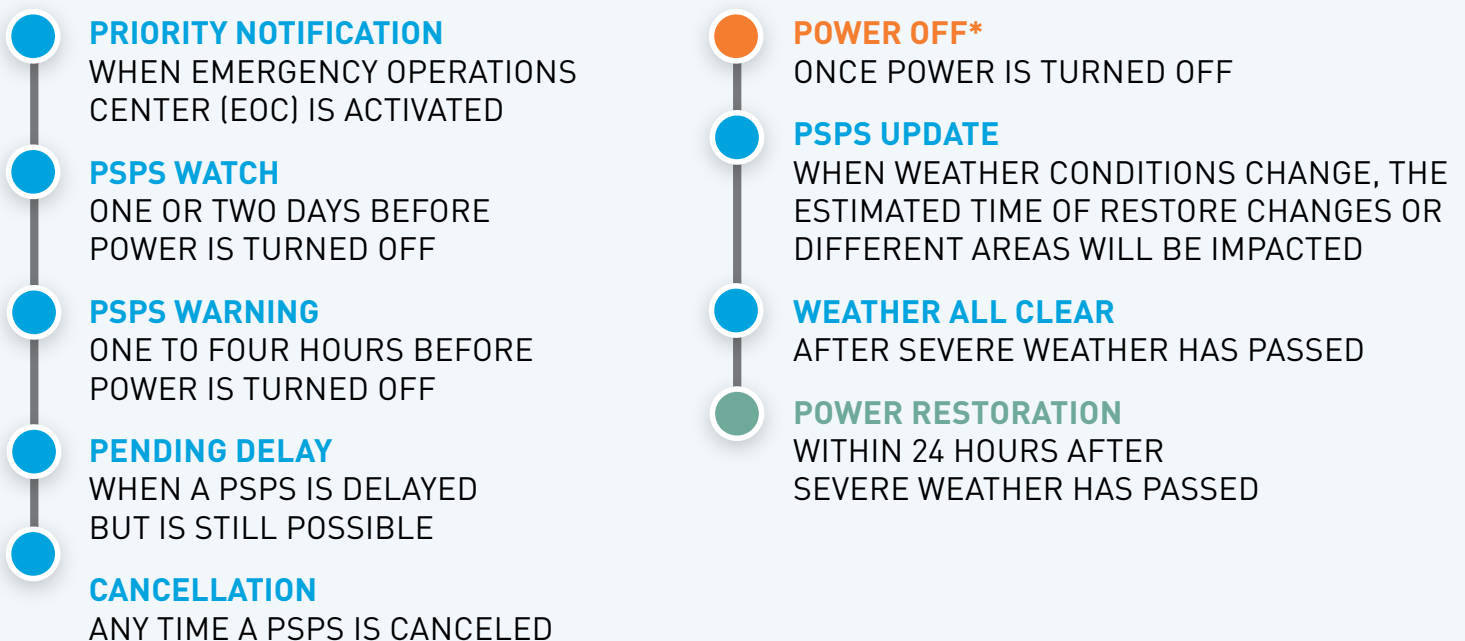 PRIORITY NOTIFICATION
WHEN EMERGENCY OPERATIONS
CENTER (EOC) IS ACTIVATED
PSPS WATCH
ONE OR TWO DAYS BEFORE
POWER IS TURNED OFF
PSPS WARNING
ONE TO FOUR HOURS BEFORE
POWER IS TURNED OFF
PENDING DELAY
WHEN A PSPS IS DELAYED
BUT IS STILL POSSIBLE
CANCELLATION
ANY TIME A PSPS IS CANCELED
POWER OFF*
ONCE POWER IS TURNED OFF
PSPS UPDATE
WHEN WEATHER CONDITIONS CHANGE, THE
ESTIMATED TIME OF RESTORE CHANGES OR
DIFFERENT AREAS WILL BE IMPACTED
WEATHER ALL CLEAR
AFTER SEVERE WEATHER HAS PASSED
POWER RESTORATION
WITHIN 24 HOURS AFTER
SEVERE WEATHER HAS PASSED